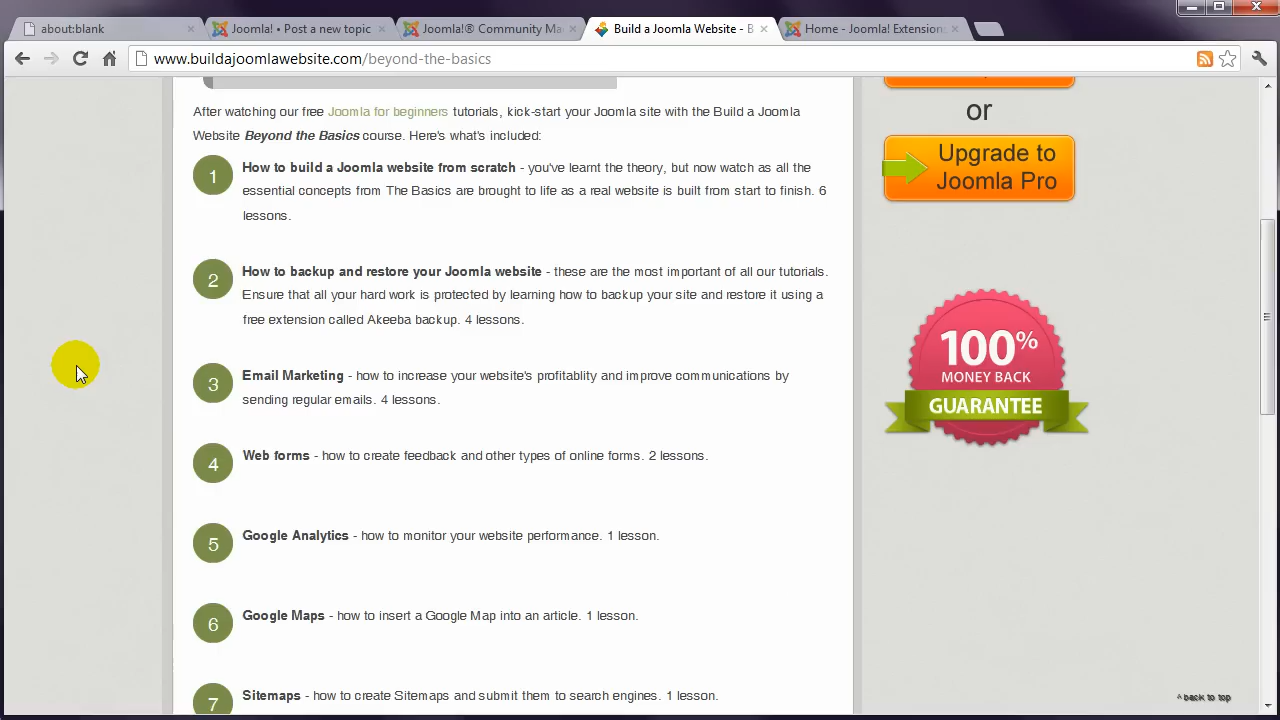 about:blank
Joomla! • Post a new topic
Joomla!® Community Ma
Build a Joomla Website - B
Home - Joomla! Extension
www.buildajoomlawebsite.com/beyond-the-basics
After watching our free Joomla for beginners tutorials, kick-start your Joomla site with the Build a Joomla
Website Beyond the Basics course. Here's what's included:
1
How to build a Joomla website from scratch - you've learnt the theory, but now watch as all the
essential concepts from The Basics are brought to life as a real website is built from start to finish. 6
lessons.
2
How to backup and restore your Joomla website - these are the most important of all our tutorials.
Ensure that all your hard work is protected by learning how to backup your site and restore it using a
free extension called Akeeba backup. 4 lessons.
3
Email Marketing - how to increase your website's profitablity and improve communications by
sending regular emails. 4 lessons.
4
Web forms - how to create feedback and other types of online forms. 2 lessons.
5
Google Analytics - how to monitor your website performance. 1 lesson.
6
Google Maps - how to insert a Google Map into an article. 1 lesson.
7
Sitemaps - how to create Sitemaps and submit them to search engines. 1 lesson.
or
Upgrade to
Joomla Pro
100%
MONEY BACK
GUARANTEE
^ back to top